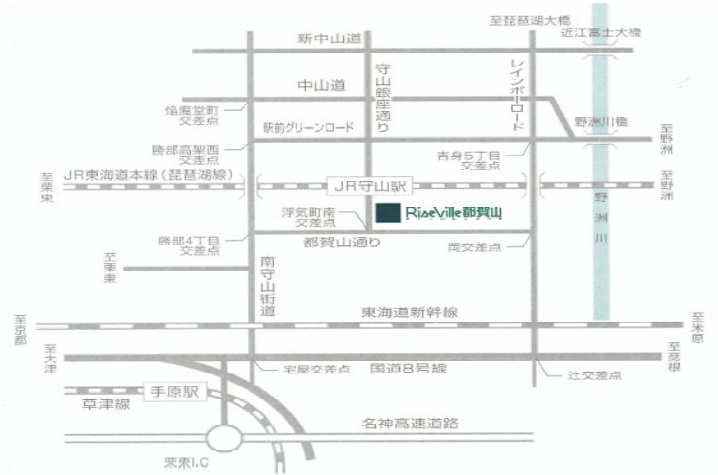 至琵琶湖大橋
近江富士大橋
新中山道
守山銀座通り
レインボーロード
中山道
焔魔堂町
交差点
駅前グリーンロード
野洲川橋
至野洲
勝部高架西
交差点
吉身5丁目
交差点
至栗東
JR東海道本線(琵琶湖線)
JR守山駅
至野洲
野洲川
浮気町南
交差点
RiseVille都賀山
勝部4丁目
交差点
都賀山通り
岡交差点
至栗東
南守山街道
至京都
東海道新幹線
至米原
至大津
宅屋交差点
国道8号線
至彦根
辻交差点
手原駅
草津線
名神高速道路
栗東I.C